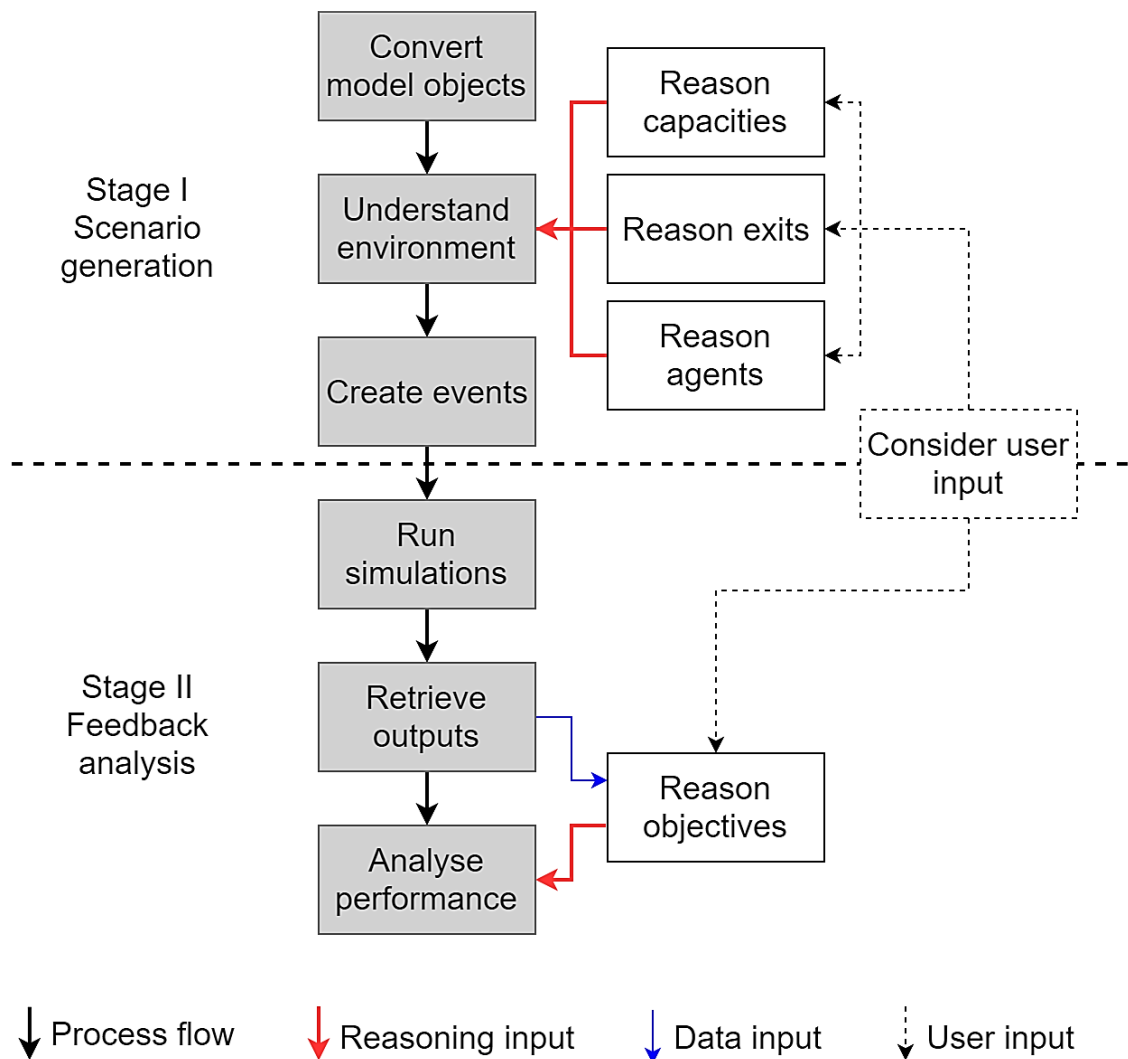 Convert
model objects
Reason
capacities
Stage I
Scenario
generation
Understand
environment
Reason exits
Reason
agents
Create events
Consider user
input
Run
simulations
Stage II
Feedback
analysis
Retrieve
outputs
Reason
objectives
Analyse
performance
Process flow
Reasoning input
Data input
User input